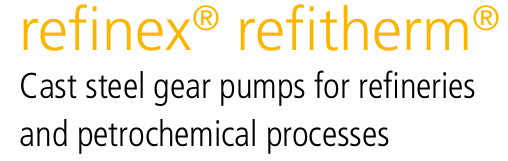 refinex® refitherm®
Cast steel gear pumps for refineries
and petrochemical processes